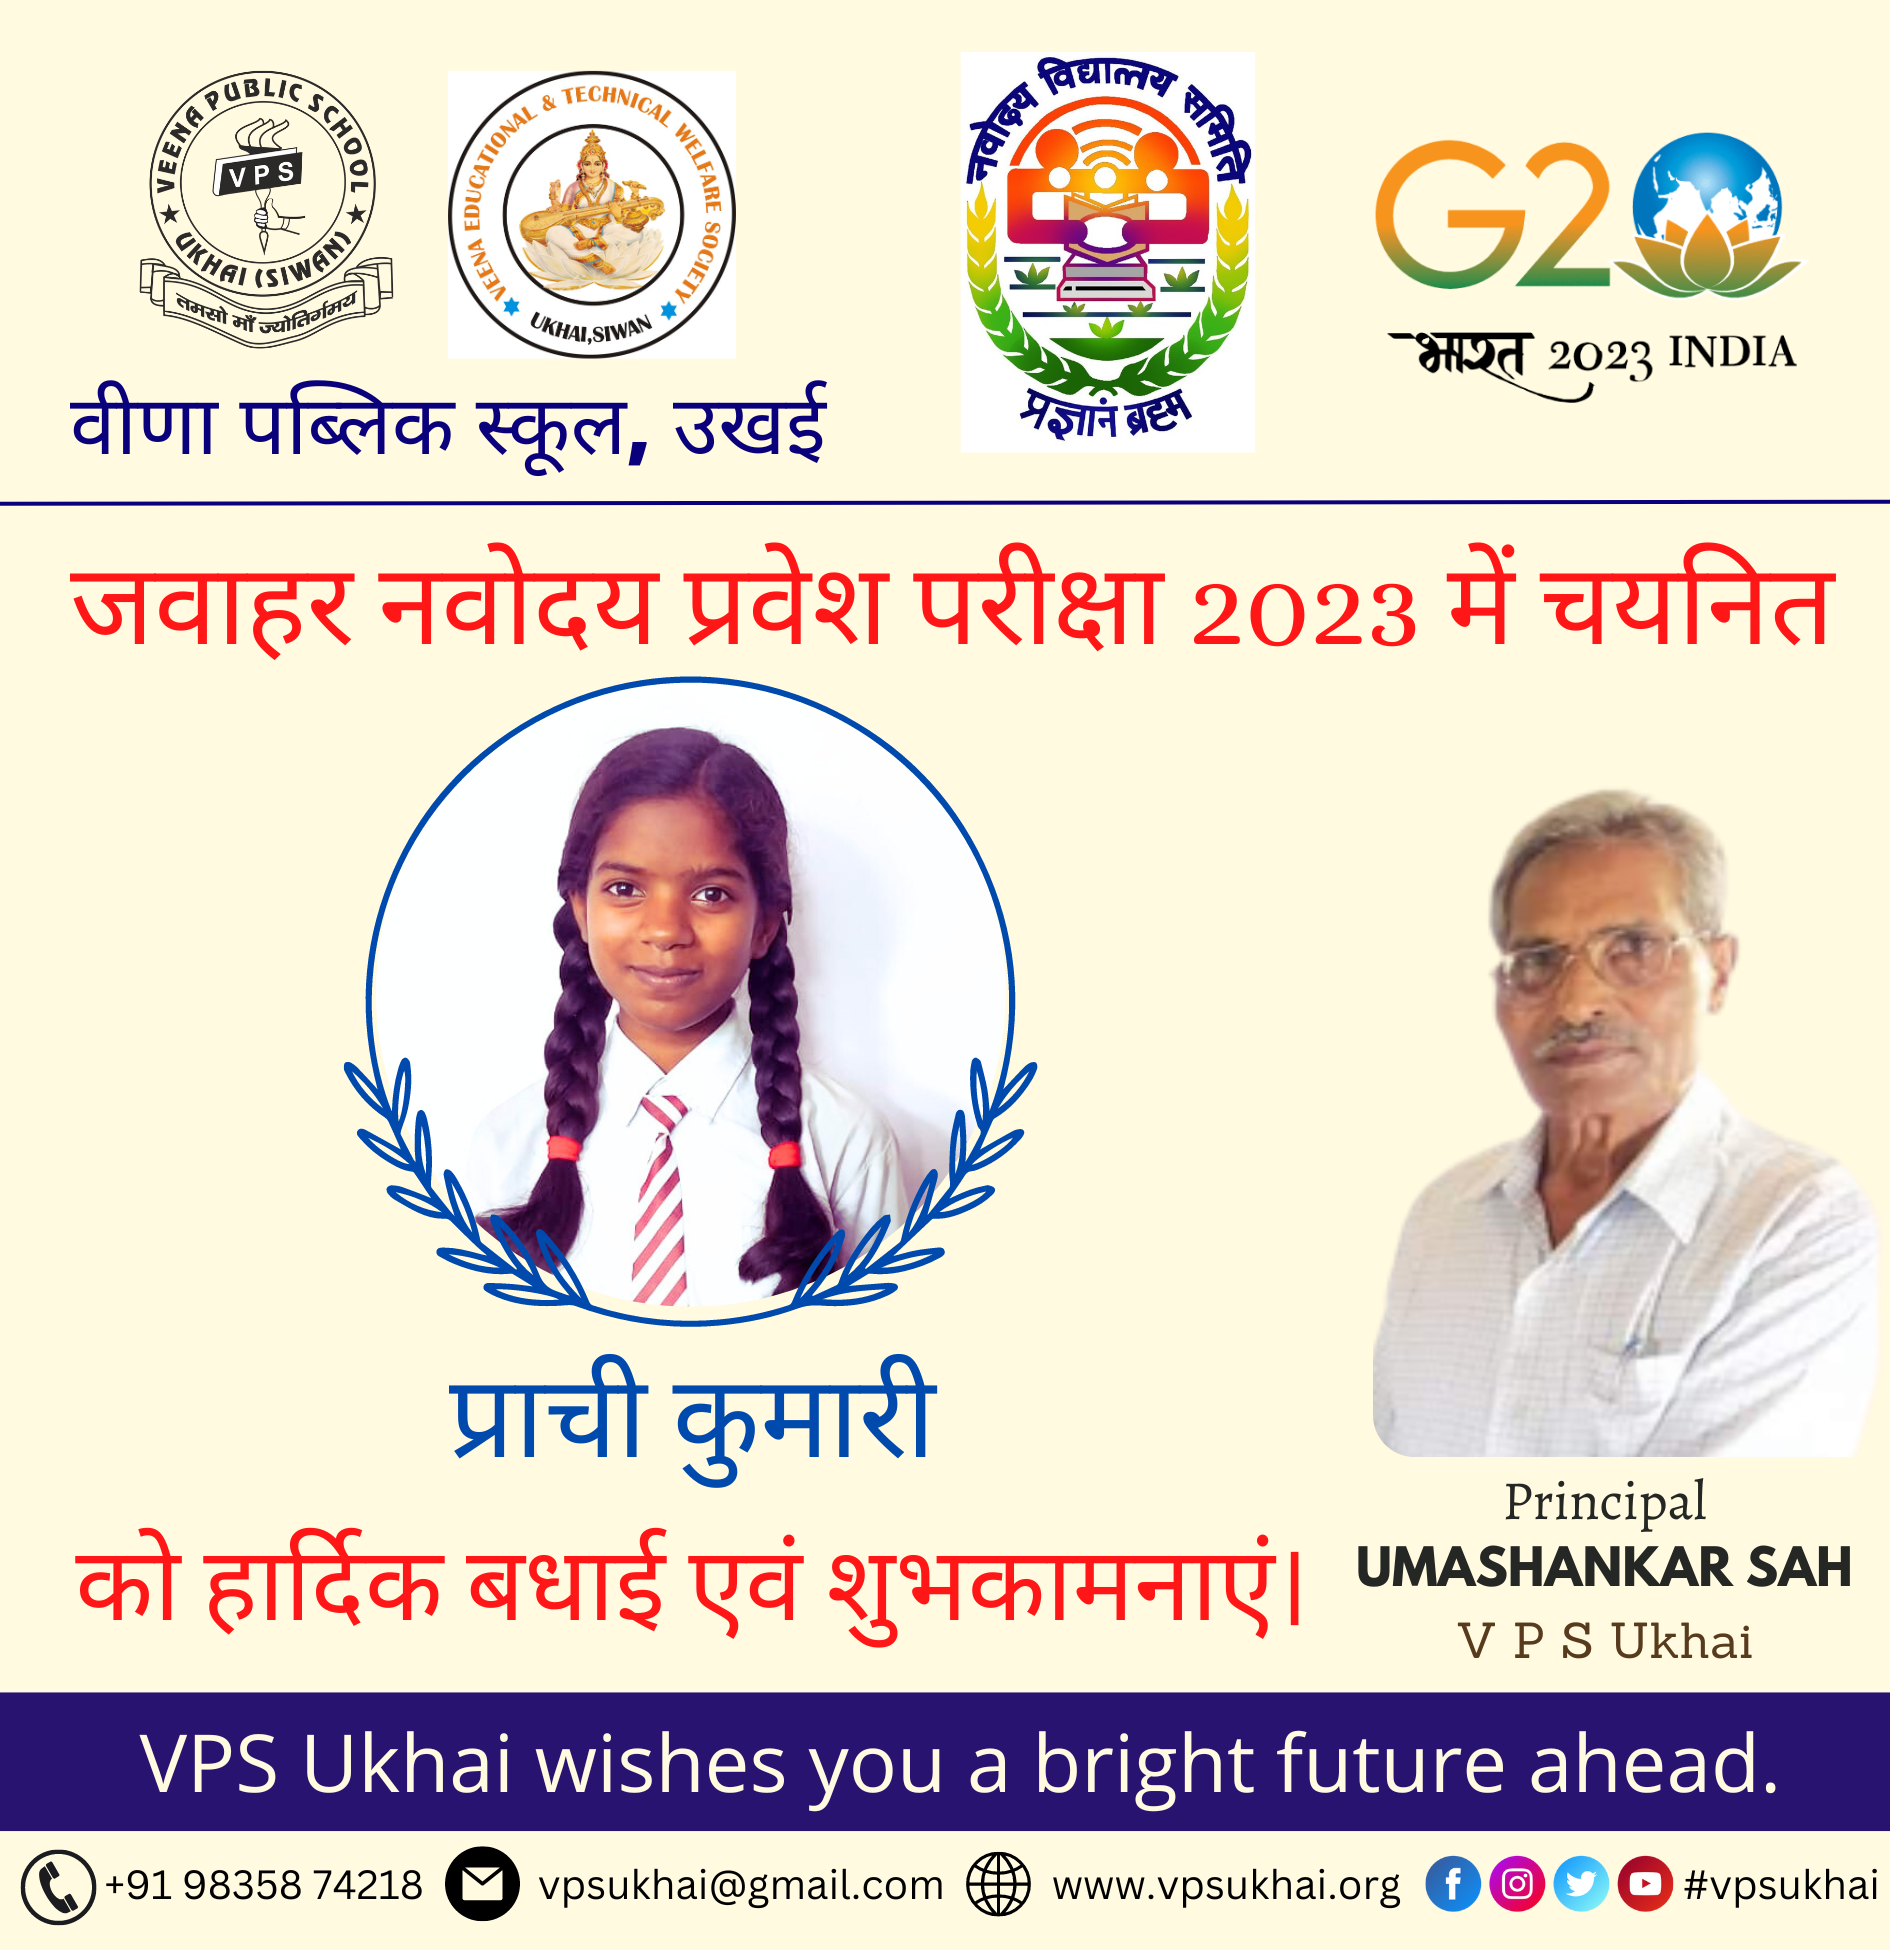 VEENA PUBLIC SCHOOL
VPS
UKHAI (SIWAN)
तमसो माँ ज्योतिर्गमय
VEENA EDUCATIONAL & TECHNICAL WELFARE SOCIETY
UKHAI,SIWAN
नवोदय विद्यालय समिति
प्रज्ञानं ब्रह्म
G20
भारत 2023 INDIA
वीणा पब्लिक स्कूल, उखई
जवाहर नवोदय प्रवेश परीक्षा 2023 में चयनित
प्राची कुमारी
को हार्दिक बधाई एवं शुभकामनाएं|
Principal
UMASHANKAR SAH
V P S Ukhai
VPS Ukhai wishes you a bright future ahead.
+91 98358 74218 vpsukhai@gmail.com www.vpsukhai.org #vpsukhai